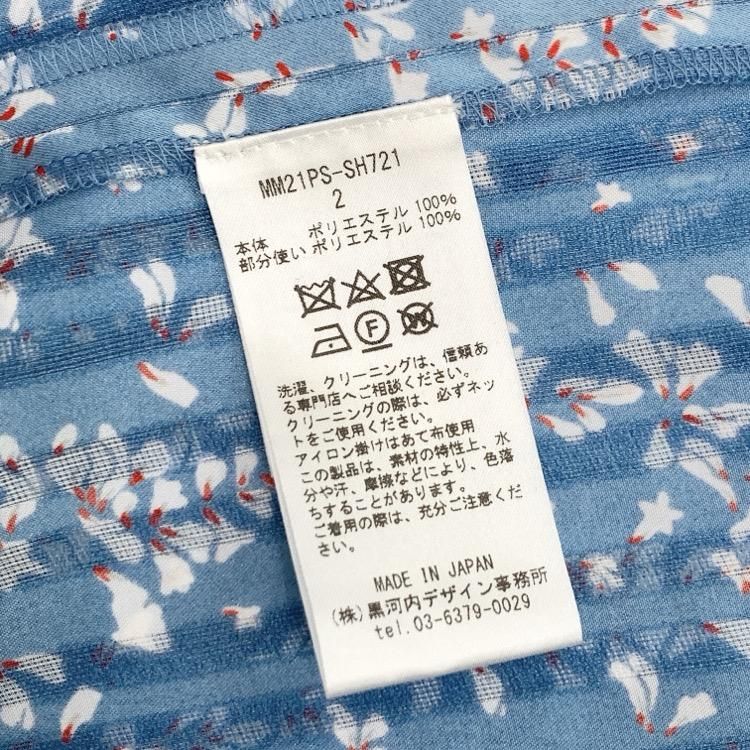 MM21PS-SH721
2
本体 ポリエステル 100%
部分使い ポリエステル 100%
F
W
洗濯、クリーニングは、信頼あ
る専門店へご相談ください。
クリーニングの際は、必ずネッ
トをご使用ください。
アイロン掛けはあて布使用
この製品は、素材の特性上、水
分や汗、摩擦などにより、色落
ちすることがあります。
ご着用の際は、充分ご注意くだ
さい。
MADE IN JAPAN
(株)黒河内デザイン事務所
tel.03-6379-0029